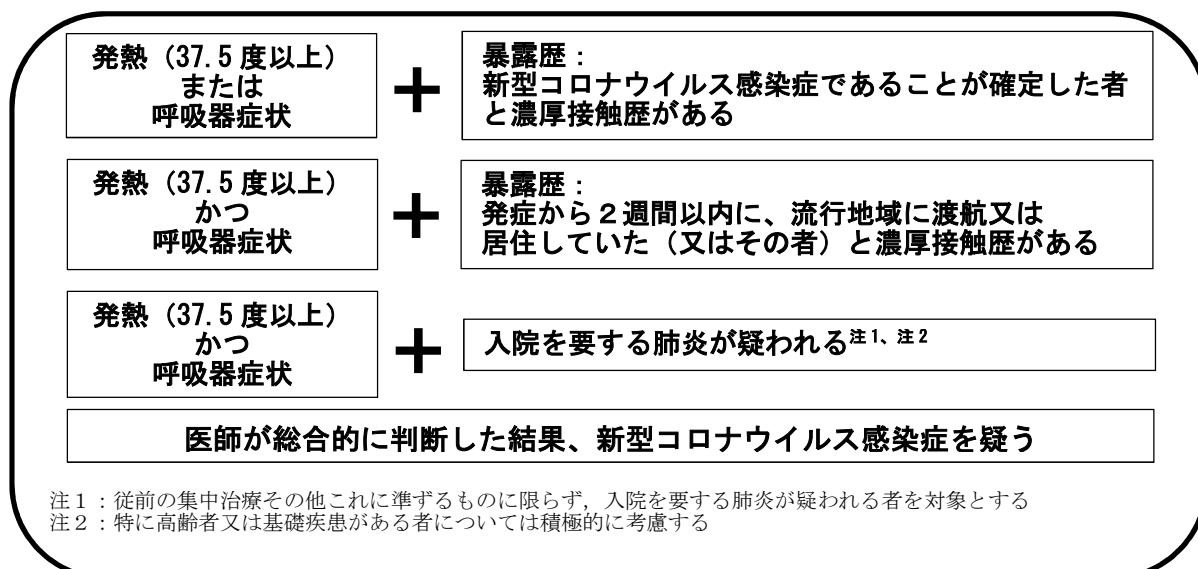 発熱（37.5度以上）
または
呼吸器症状
＋
暴露歴：
新型コロナウイルス感染症であることが確定した者
と濃厚接触歴がある
発熱（37.5度以上）
かつ
呼吸器症状
＋
暴露歴：
発症から２週間以内に、流行地域に渡航又は
居住していた（又はその者）と濃厚接触歴がある
発熱（37.5度以上）
かつ
呼吸器症状
＋
入院を要する肺炎が疑われる注1、注2
医師が総合的に判断した結果、新型コロナウイルス感染症を疑う
注１：従前の集中治療その他これに準ずるものに限らず，入院を要する肺炎が疑われる者を対象とする
注２：特に高齢者又は基礎疾患がある者については積極的に考慮する